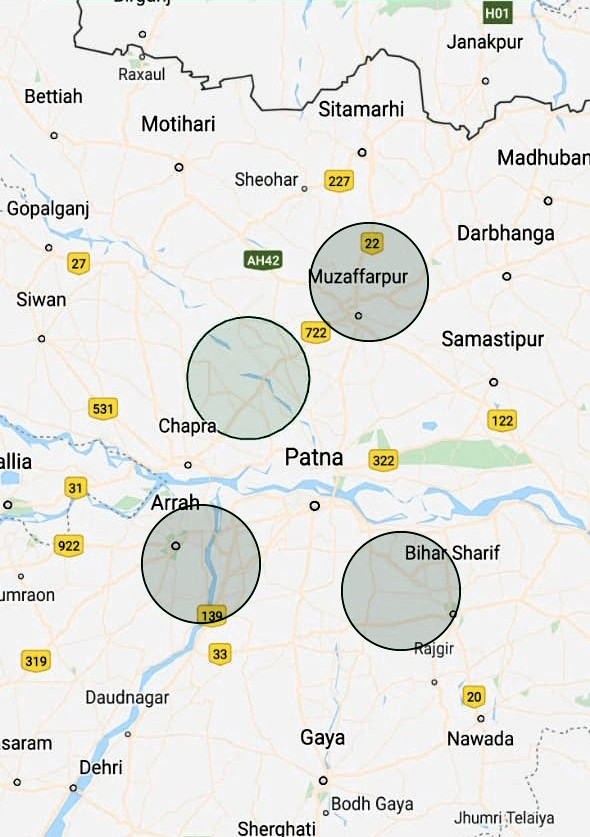 H01
Janakpur
Raxaul
Bettiah
Motihari
Sitamarhi
Madhuban
Sheohar
227
Gopalganj
22
Darbhanga
27
AH42
Muzaffarpur
Siwan
722
Samastipur
531
122
Chapra
Patna
322
allia
31
Arrah
922
Bihar Sharif
umraon
139
33
Rajgir
319
Daudnagar
20
Gaya
Nawada
saram
Dehri
Bodh Gaya
Jhumri Telaiya
Sherghati